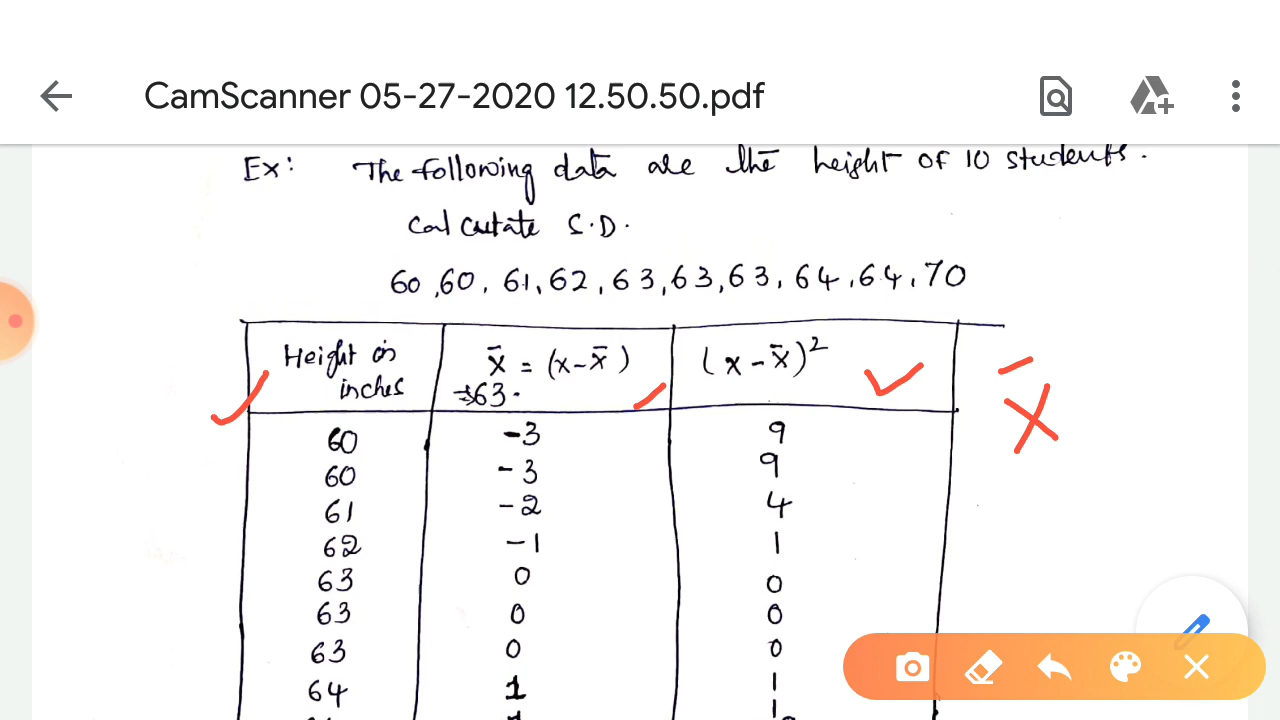 CamScanner 05-27-2020 12.50.50.pdf
Ex: The following data are the height of 10 students.
Calculate S.D.
60, 60, 61, 62, 63, 63, 63, 64, 64, 70
Height in inches | x̄ = (x-x̄) 63. | (x-x̄)²
x̄
60 -3 9
60 -3 9
61 -2 4
62 -1 1
63 0 0
63 0 0
63 0 0
64 1 1